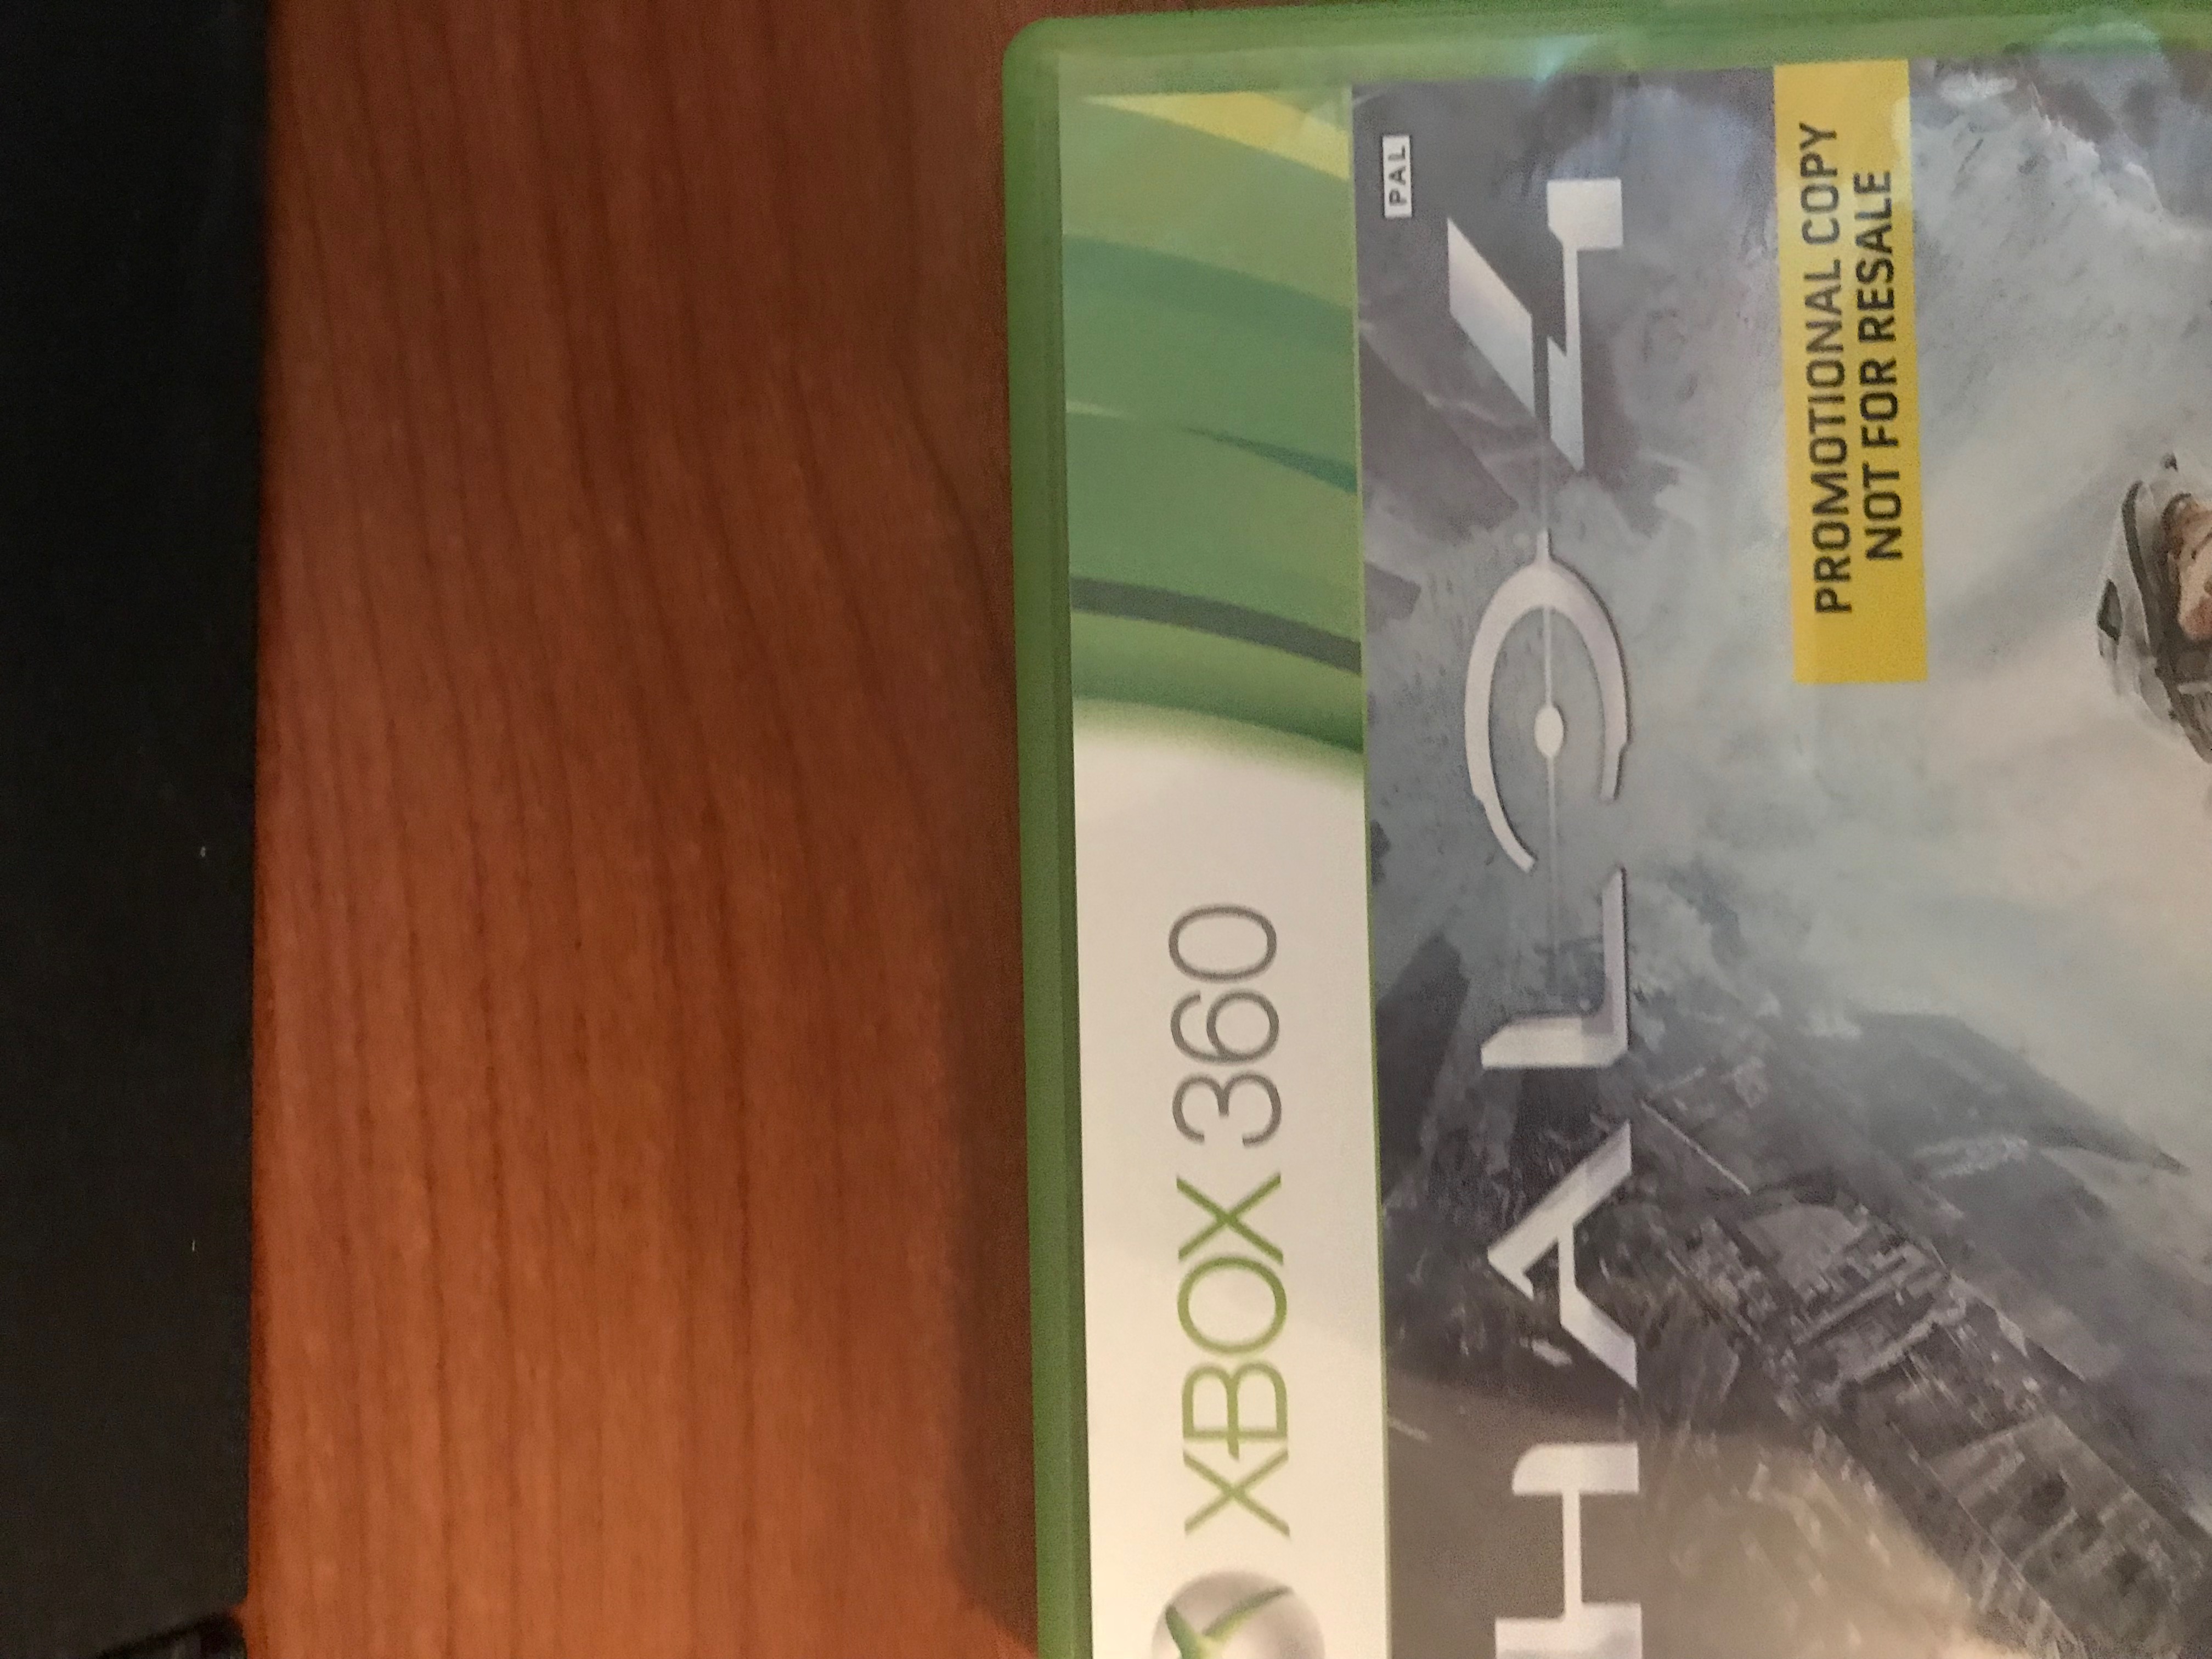 XBOX 360
PAL
HALO 4
PROMOTIONAL COPY
NOT FOR RESALE